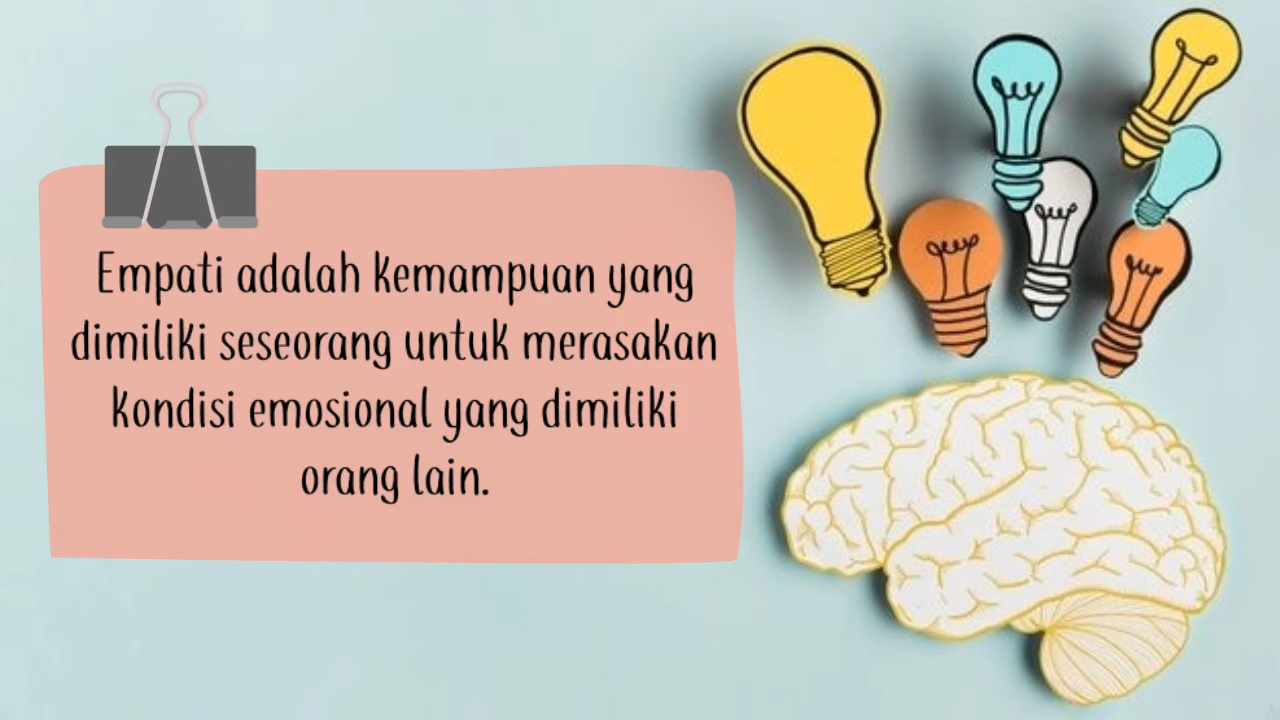 Empati adalah kemampuan yang
dimiliki seseorang untuk merasakan
kondisi emosional yang dimiliki
orang lain.